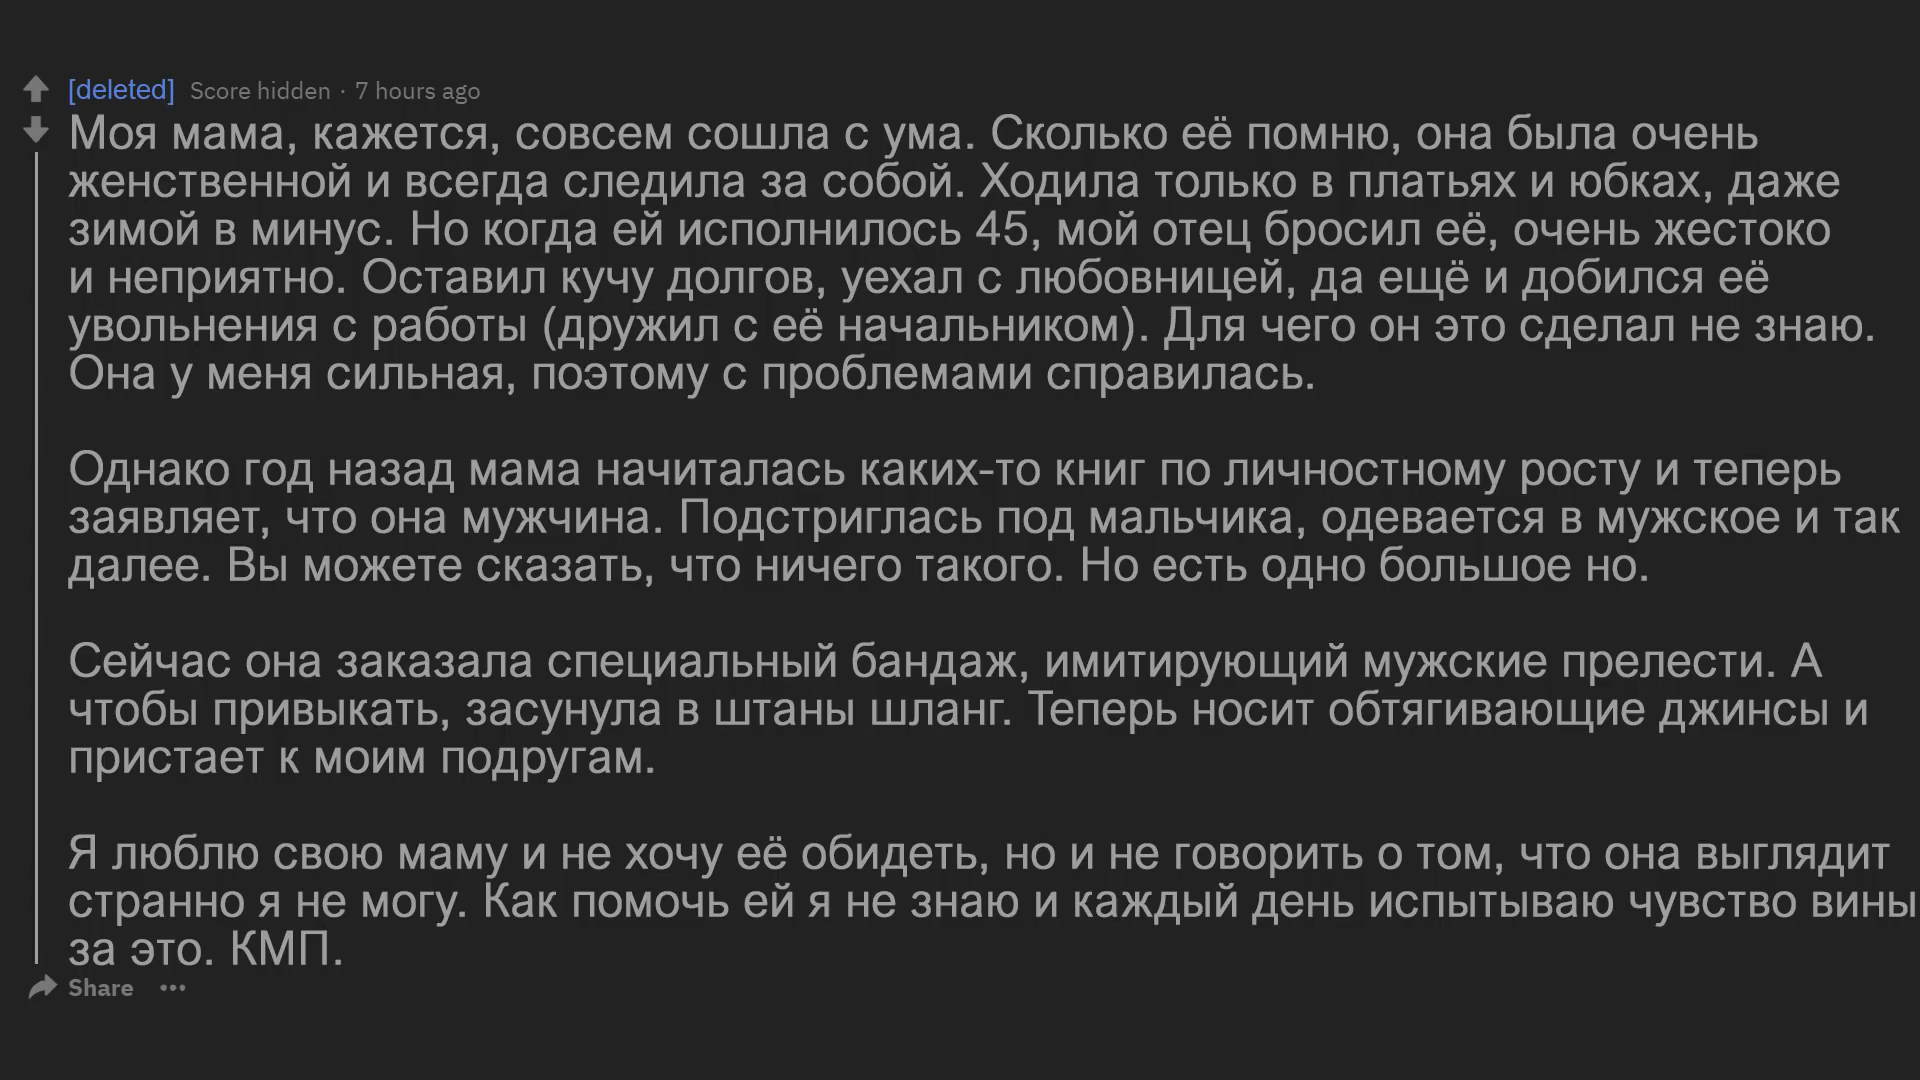 [deleted] Score hidden · 7 hours ago
Моя мама, кажется, совсем сошла с ума. Сколько её помню, она была очень
женственной и всегда следила за собой. Ходила только в платьях и юбках, даже
зимой в минус. Но когда ей исполнилось 45, мой отец бросил её, очень жестоко
и неприятно. Оставил кучу долгов, уехал с любовницей, да ещё и добился её
увольнения с работы (дружил с её начальником). Для чего он это сделал не знаю.
Она у меня сильная, поэтому с проблемами справилась.
Однако год назад мама начиталась каких-то книг по личностному росту и теперь
заявляет, что она мужчина. Подстриглась под мальчика, одевается в мужское и так
далее. Вы можете сказать, что ничего такого. Но есть одно большое но.
Сейчас она заказала специальный бандаж, имитирующий мужские прелести. А
чтобы привыкать, засунула в штаны шланг. Теперь носит обтягивающие джинсы и
пристает к моим подругам.
Я люблю свою маму и не хочу её обидеть, но и не говорить о том, что она выглядит
странно я не могу. Как помочь ей я не знаю и каждый день испытываю чувство вины
за это. КМП.
Share ···